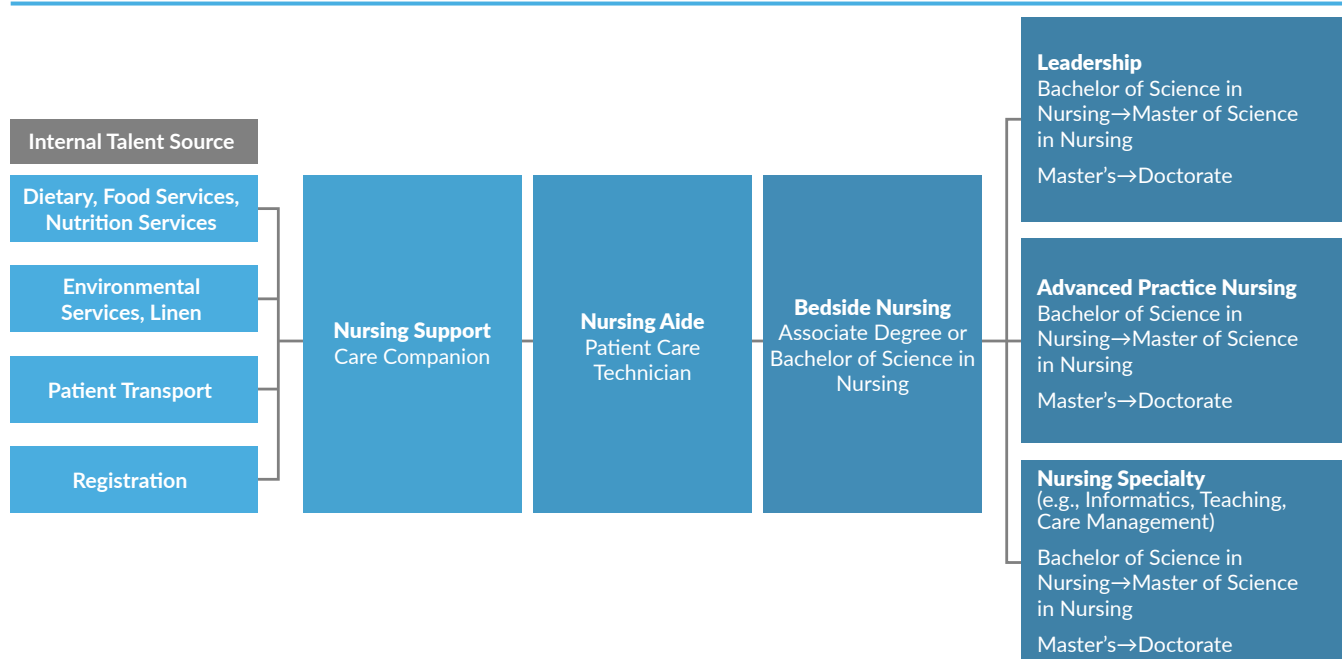 Internal Talent Source
Dietary, Food Services,
Nutrition Services
Environmental
Services, Linen
Patient Transport
Registration
Nursing Support
Care Companion
Nursing Aide
Patient Care
Technician
Bedside Nursing
Associate Degree or
Bachelor of Science in
Nursing
Leadership
Bachelor of Science in
Nursing→Master of Science
in Nursing
Master’s→Doctorate
Advanced Practice Nursing
Bachelor of Science in
Nursing→Master of Science
in Nursing
Master’s→Doctorate
Nursing Specialty
(e.g., Informatics, Teaching,
Care Management)
Bachelor of Science in
Nursing→Master of Science
in Nursing
Master’s→Doctorate